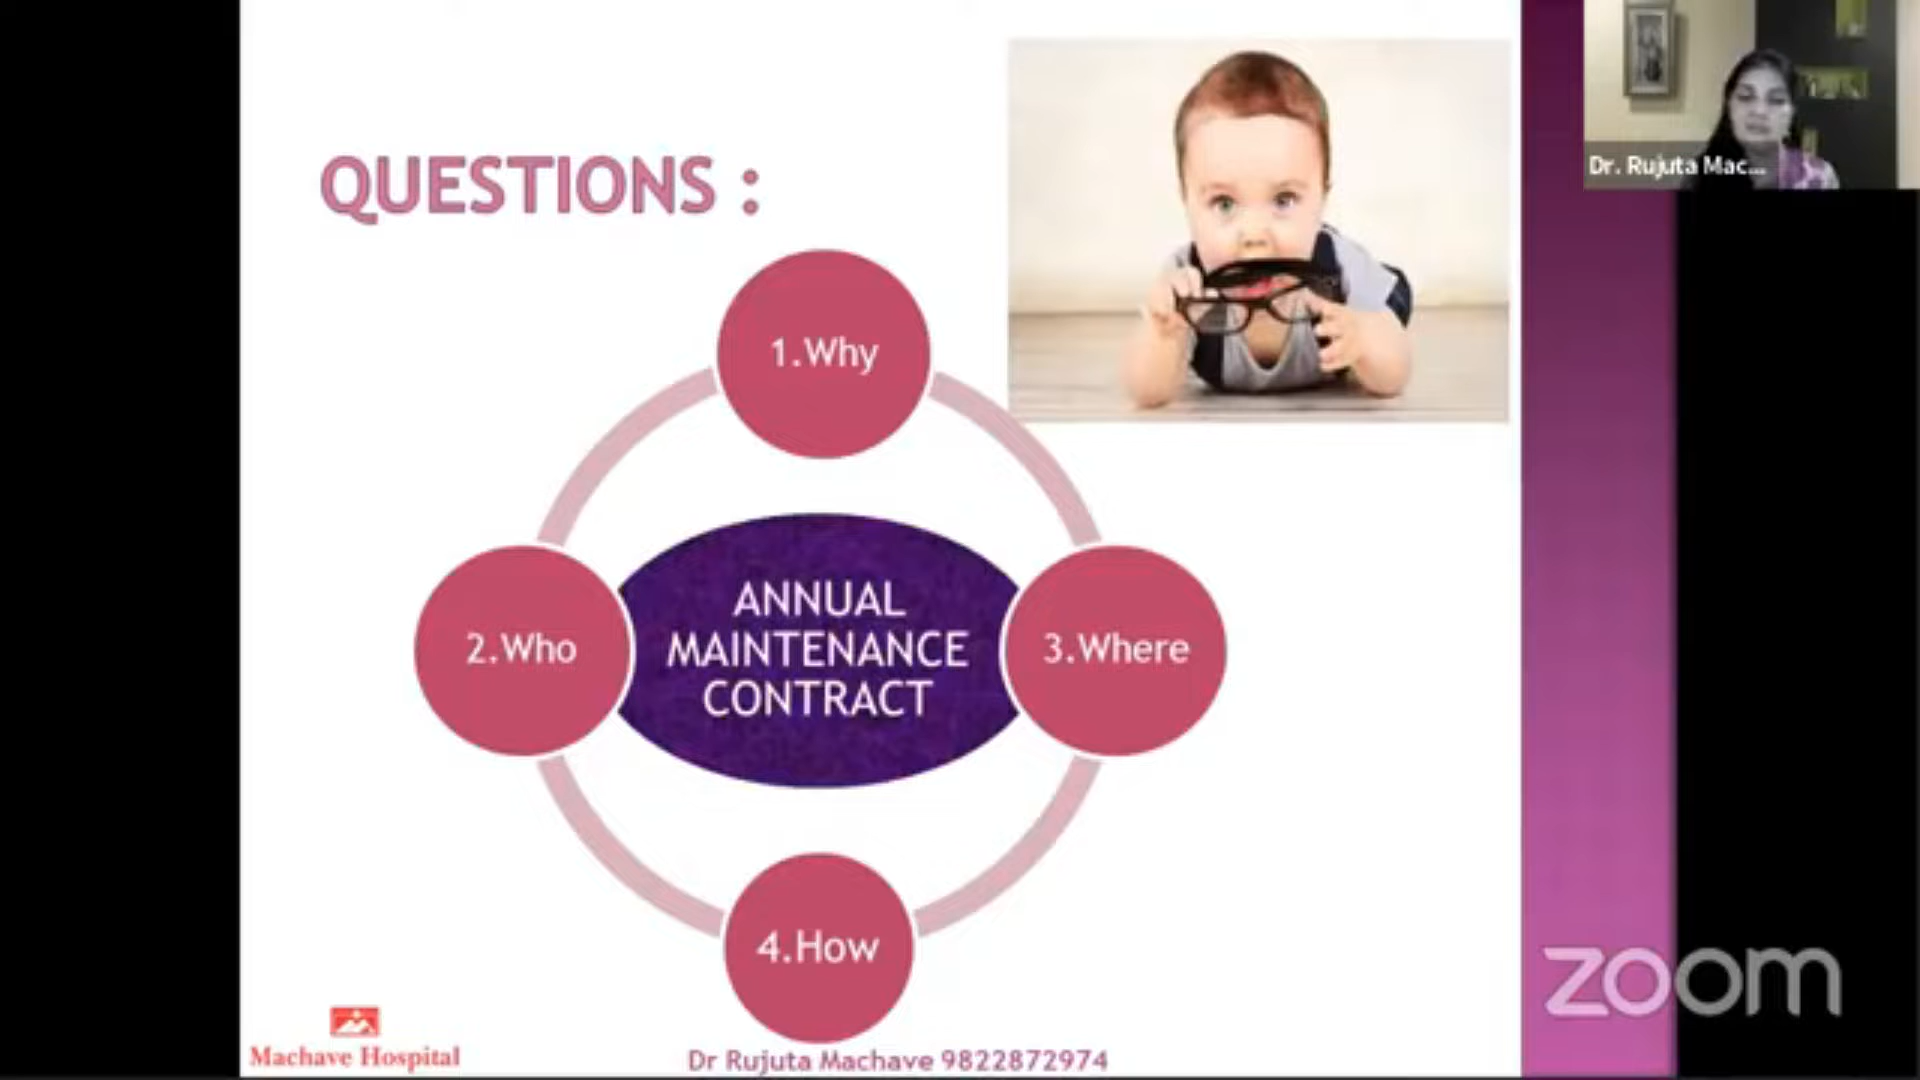 QUESTIONS :
1.Why
2.Who
ANNUAL
MAINTENANCE
CONTRACT
3.Where
4.How
Machave Hospital
Dr Rujuta Machave 9822872974
Dr. Rujuta Mac...
zoom